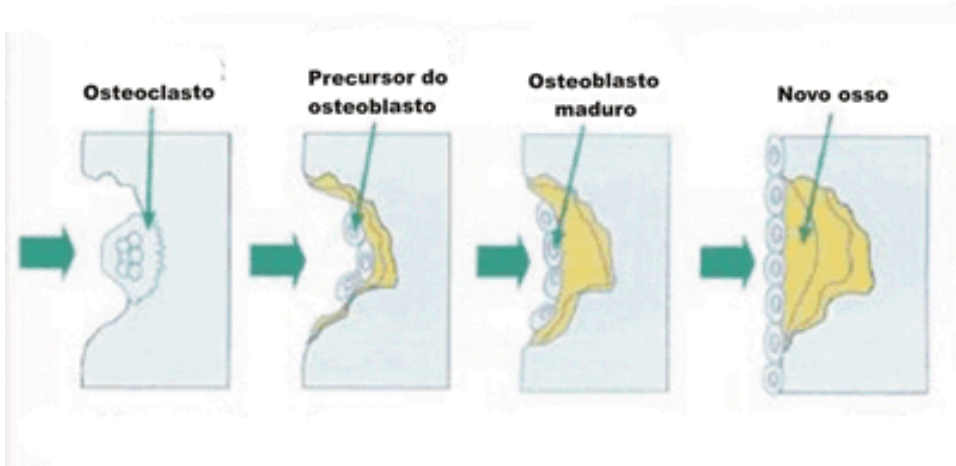 Osteoclasto
Precursor do
osteoblasto
Osteoblasto
maduro
Novo osso